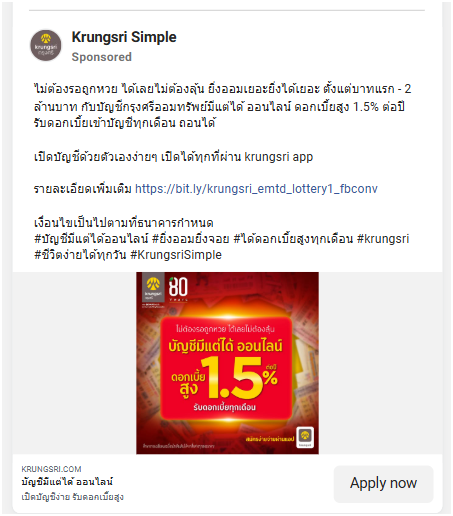 Krungsri Simple
Sponsored
ไม่ต้องรอถูกหวย ได้เลยไม่ต้องลุ้น ยิ่งออมเยอะยิ่งได้เยอะ ตั้งแต่บาทแรก - 2
ล้านบาท กับบัญชีกรุงศรีออมทรัพย์มีแต่ได้ ออนไลน์ ดอกเบี้ยสูง 1.5% ต่อปี
รับดอกเบี้ยเข้าบัญชีทุกเดือน ถอนได้
เปิดบัญชีด้วยตัวเองง่ายๆ เปิดได้ทุกที่ผ่าน krungsri app
รายละเอียดเพิ่มเติม https://bit.ly/krungsri_emtd_lottery1_fbconv
เงื่อนไขเป็นไปตามที่ธนาคารกำหนด
#บัญชีมีแต่ได้ออนไลน์ #ยิ่งออมยิ่งจอย #ได้ดอกเบี้ยสูงทุกเดือน #krungsri
#ชีวิตง่ายได้ทุกวัน #KrungsriSimple
krungsri
กรุงศรี
80
Years
ไม่ต้องรอถูกหวย ได้เลยไม่ต้องลุ้น
บัญชีมีแต่ได้ ออนไลน์
ดอกเบี้ย
สูง
1.5%
ต่อปี
รับดอกเบี้ยทุกเดือน
สมัครง่ายผ่านแอป
KRUNGSRI.COM
บัญชีมีแต่ได้ ออนไลน์
เปิดบัญชีง่าย รับดอกเบี้ยสูง
Apply now